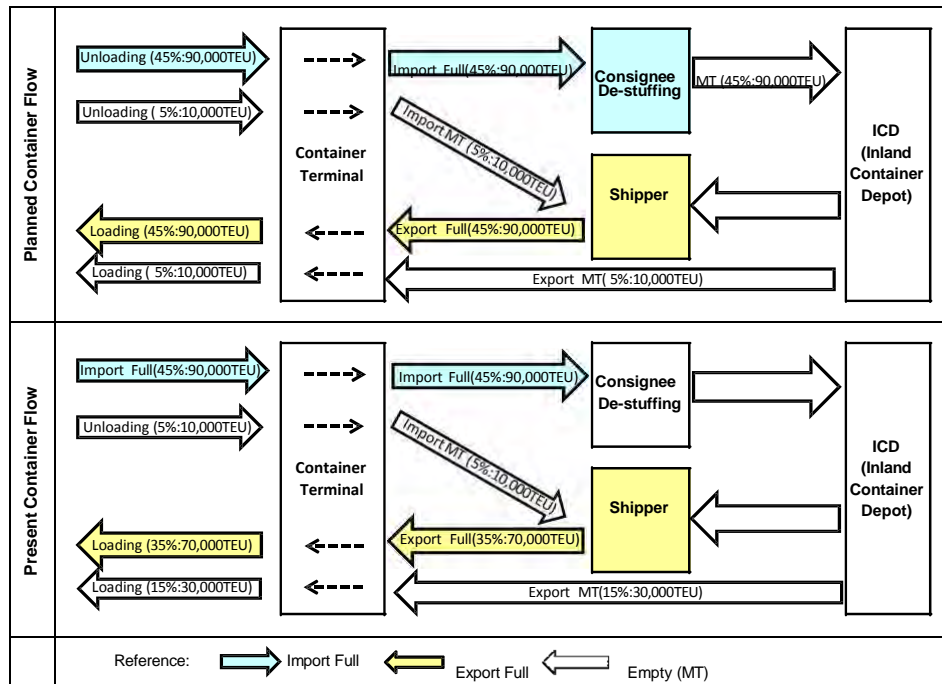 Planned Container Flow
Unloading (45%:90,000TEU)
Unloading ( 5%:10,000TEU)
Loading (45%:90,000TEU)
Loading ( 5%:10,000TEU)
Container
Terminal
Import Full(45%:90,000TEU)
Import MT (5%:10,000TEU)
Export Full(45%:90,000TEU)
Export MT( 5%:10,000TEU)
Consignee
De-stuffing
Shipper
MT (45%:90,000TEU)
ICD
(Inland
Container
Depot)
Present Container Flow
Import Full(45%:90,000TEU)
Unloading (5%:10,000TEU)
Loading (35%:70,000TEU)
Loading (15%:30,000TEU)
Container
Terminal
Import Full(45%:90,000TEU)
Import MT (5%:10,000TEU)
Export Full(35%:70,000TEU)
Export MT(15%:30,000TEU)
Consignee
De-stuffing
Shipper
ICD
(Inland
Container
Depot)
Reference:
Import Full
Export Full
Empty (MT)